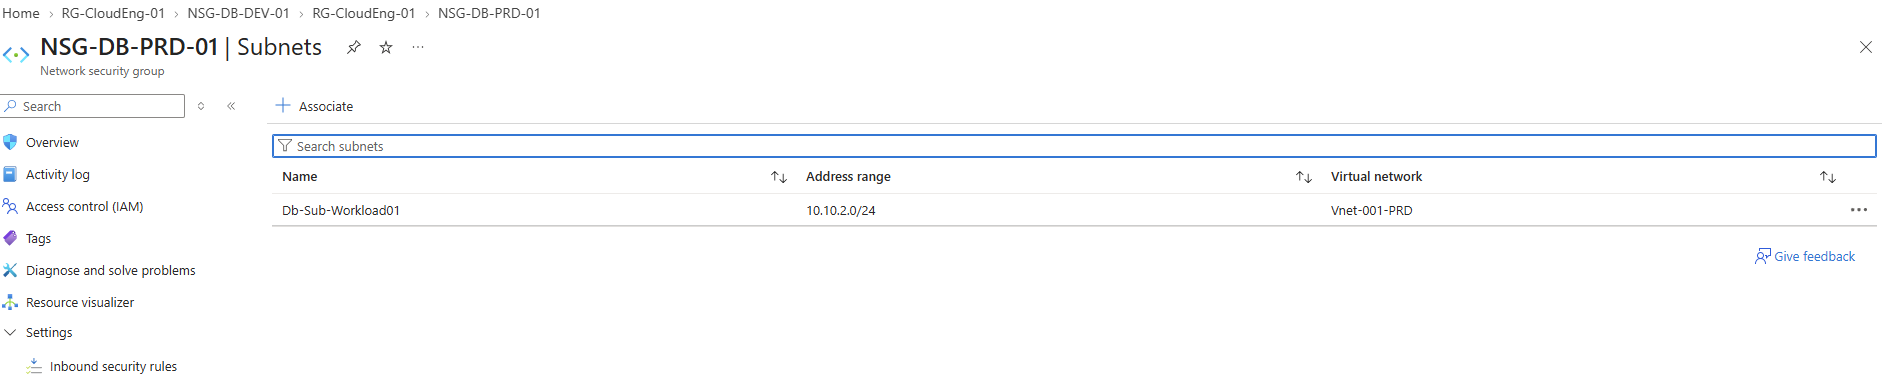 Home > RG-CloudEng-01 > NSG-DB-DEV-01 > RG-CloudEng-01 > NSG-DB-PRD-01
NSG-DB-PRD-01 | Subnets
Network security group
Search
Associate
Overview
Activity log
Access control (IAM)
Tags
Diagnose and solve problems
Resource visualizer
Settings
Inbound security rules
Search subnets
Name Address range Virtual network
Db-Sub-Workload01 10.10.2.0/24 Vnet-001-PRD
Give feedback